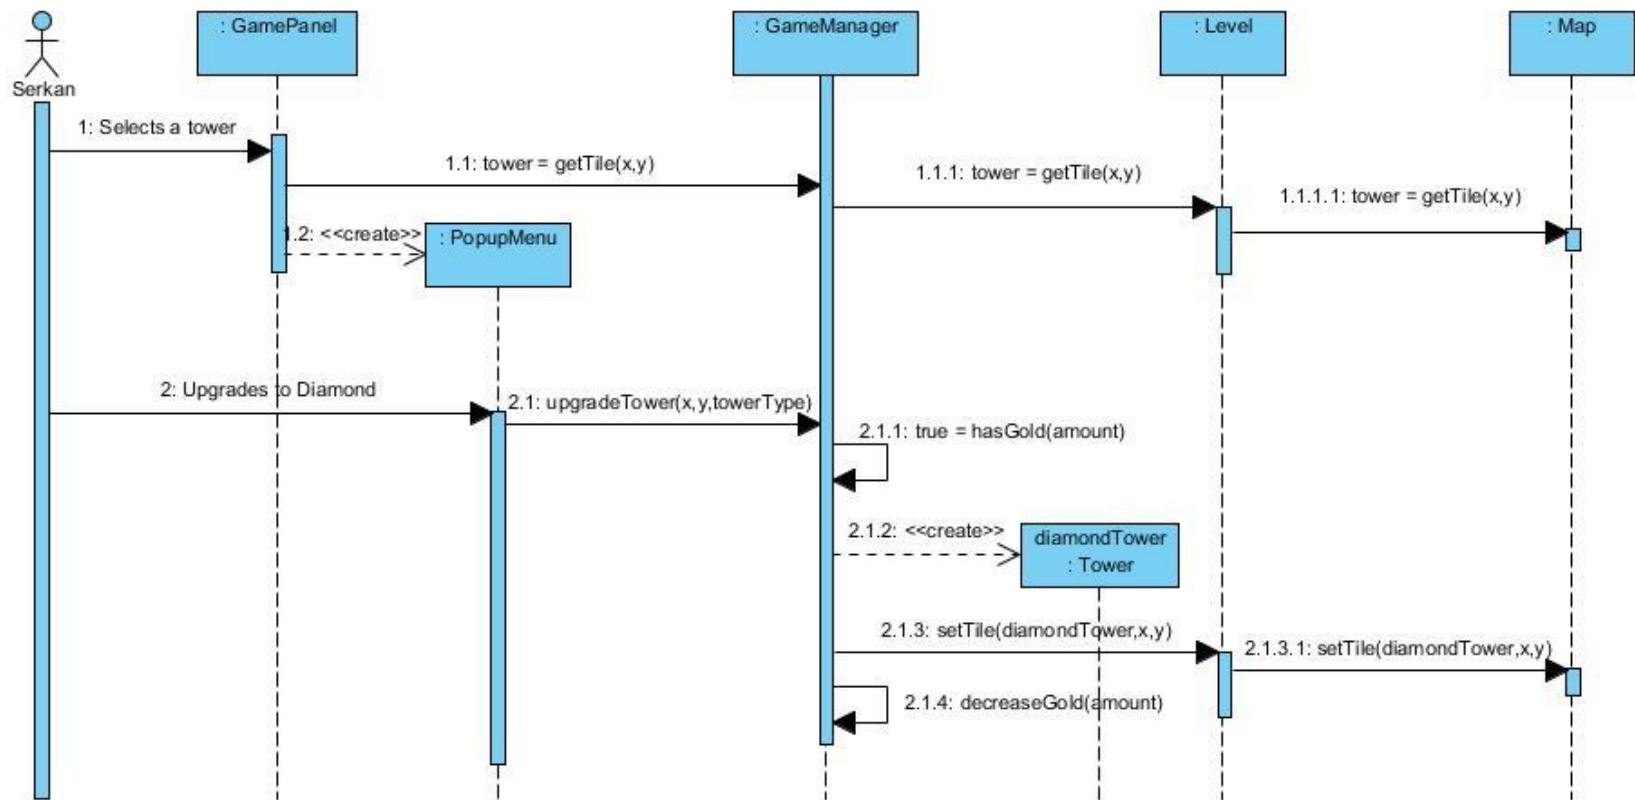 : GamePanel
: GameManager
: Level
: Map
Serkan
1: Selects a tower
1.1: tower = getTile(x,y)
1.1.1: tower = getTile(x,y)
1.1.1.1: tower = getTile(x,y)
1.2: <<create>>
: PopupMenu
2: Upgrades to Diamond
2.1: upgradeTower(x,y,towerType)
2.1.1: true = hasGold(amount)
2.1.2: <<create>>
diamondTower
: Tower
2.1.3: setTile(diamondTower,x,y)
2.1.3.1: setTile(diamondTower,x,y)
2.1.4: decreaseGold(amount)